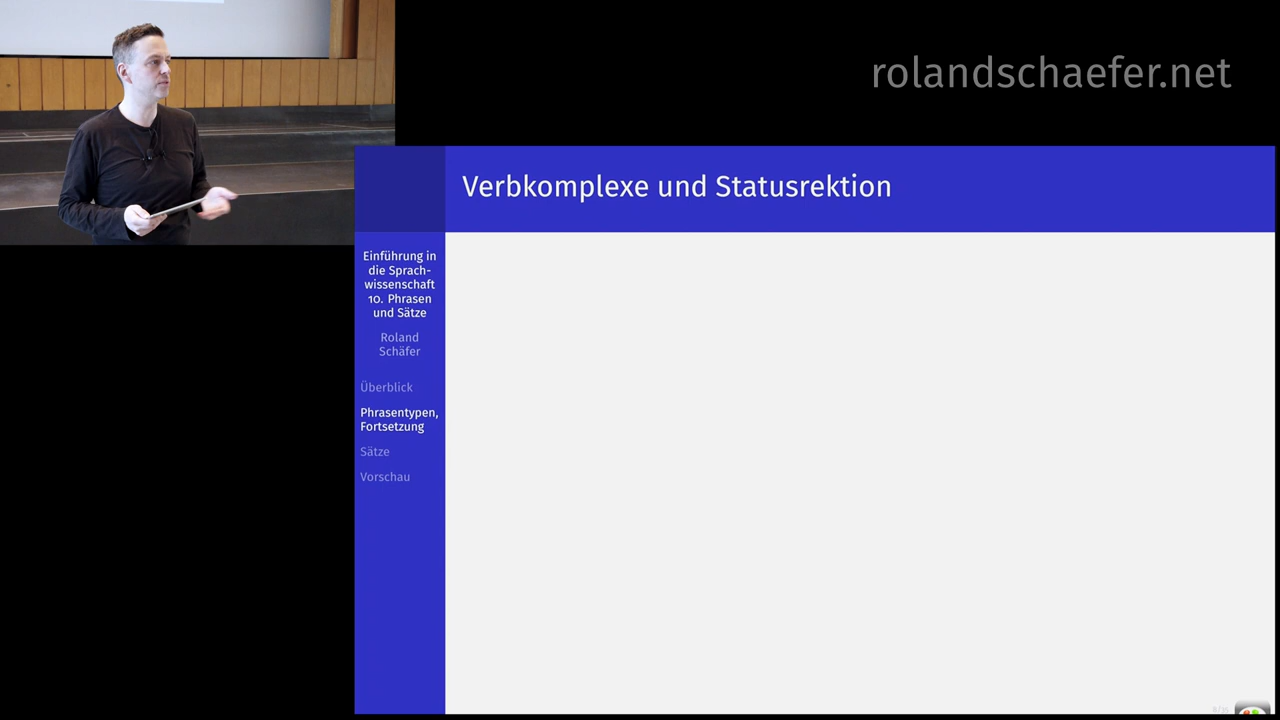 rolandschaefer.net
Verbkomplexe und Statusrektion
Einführung in
die Sprach-
wissenschaft
10. Phrasen
und Sätze
Roland
Schäfer
Überblick
Phrasentypen,
Fortsetzung
Sätze
Vorschau